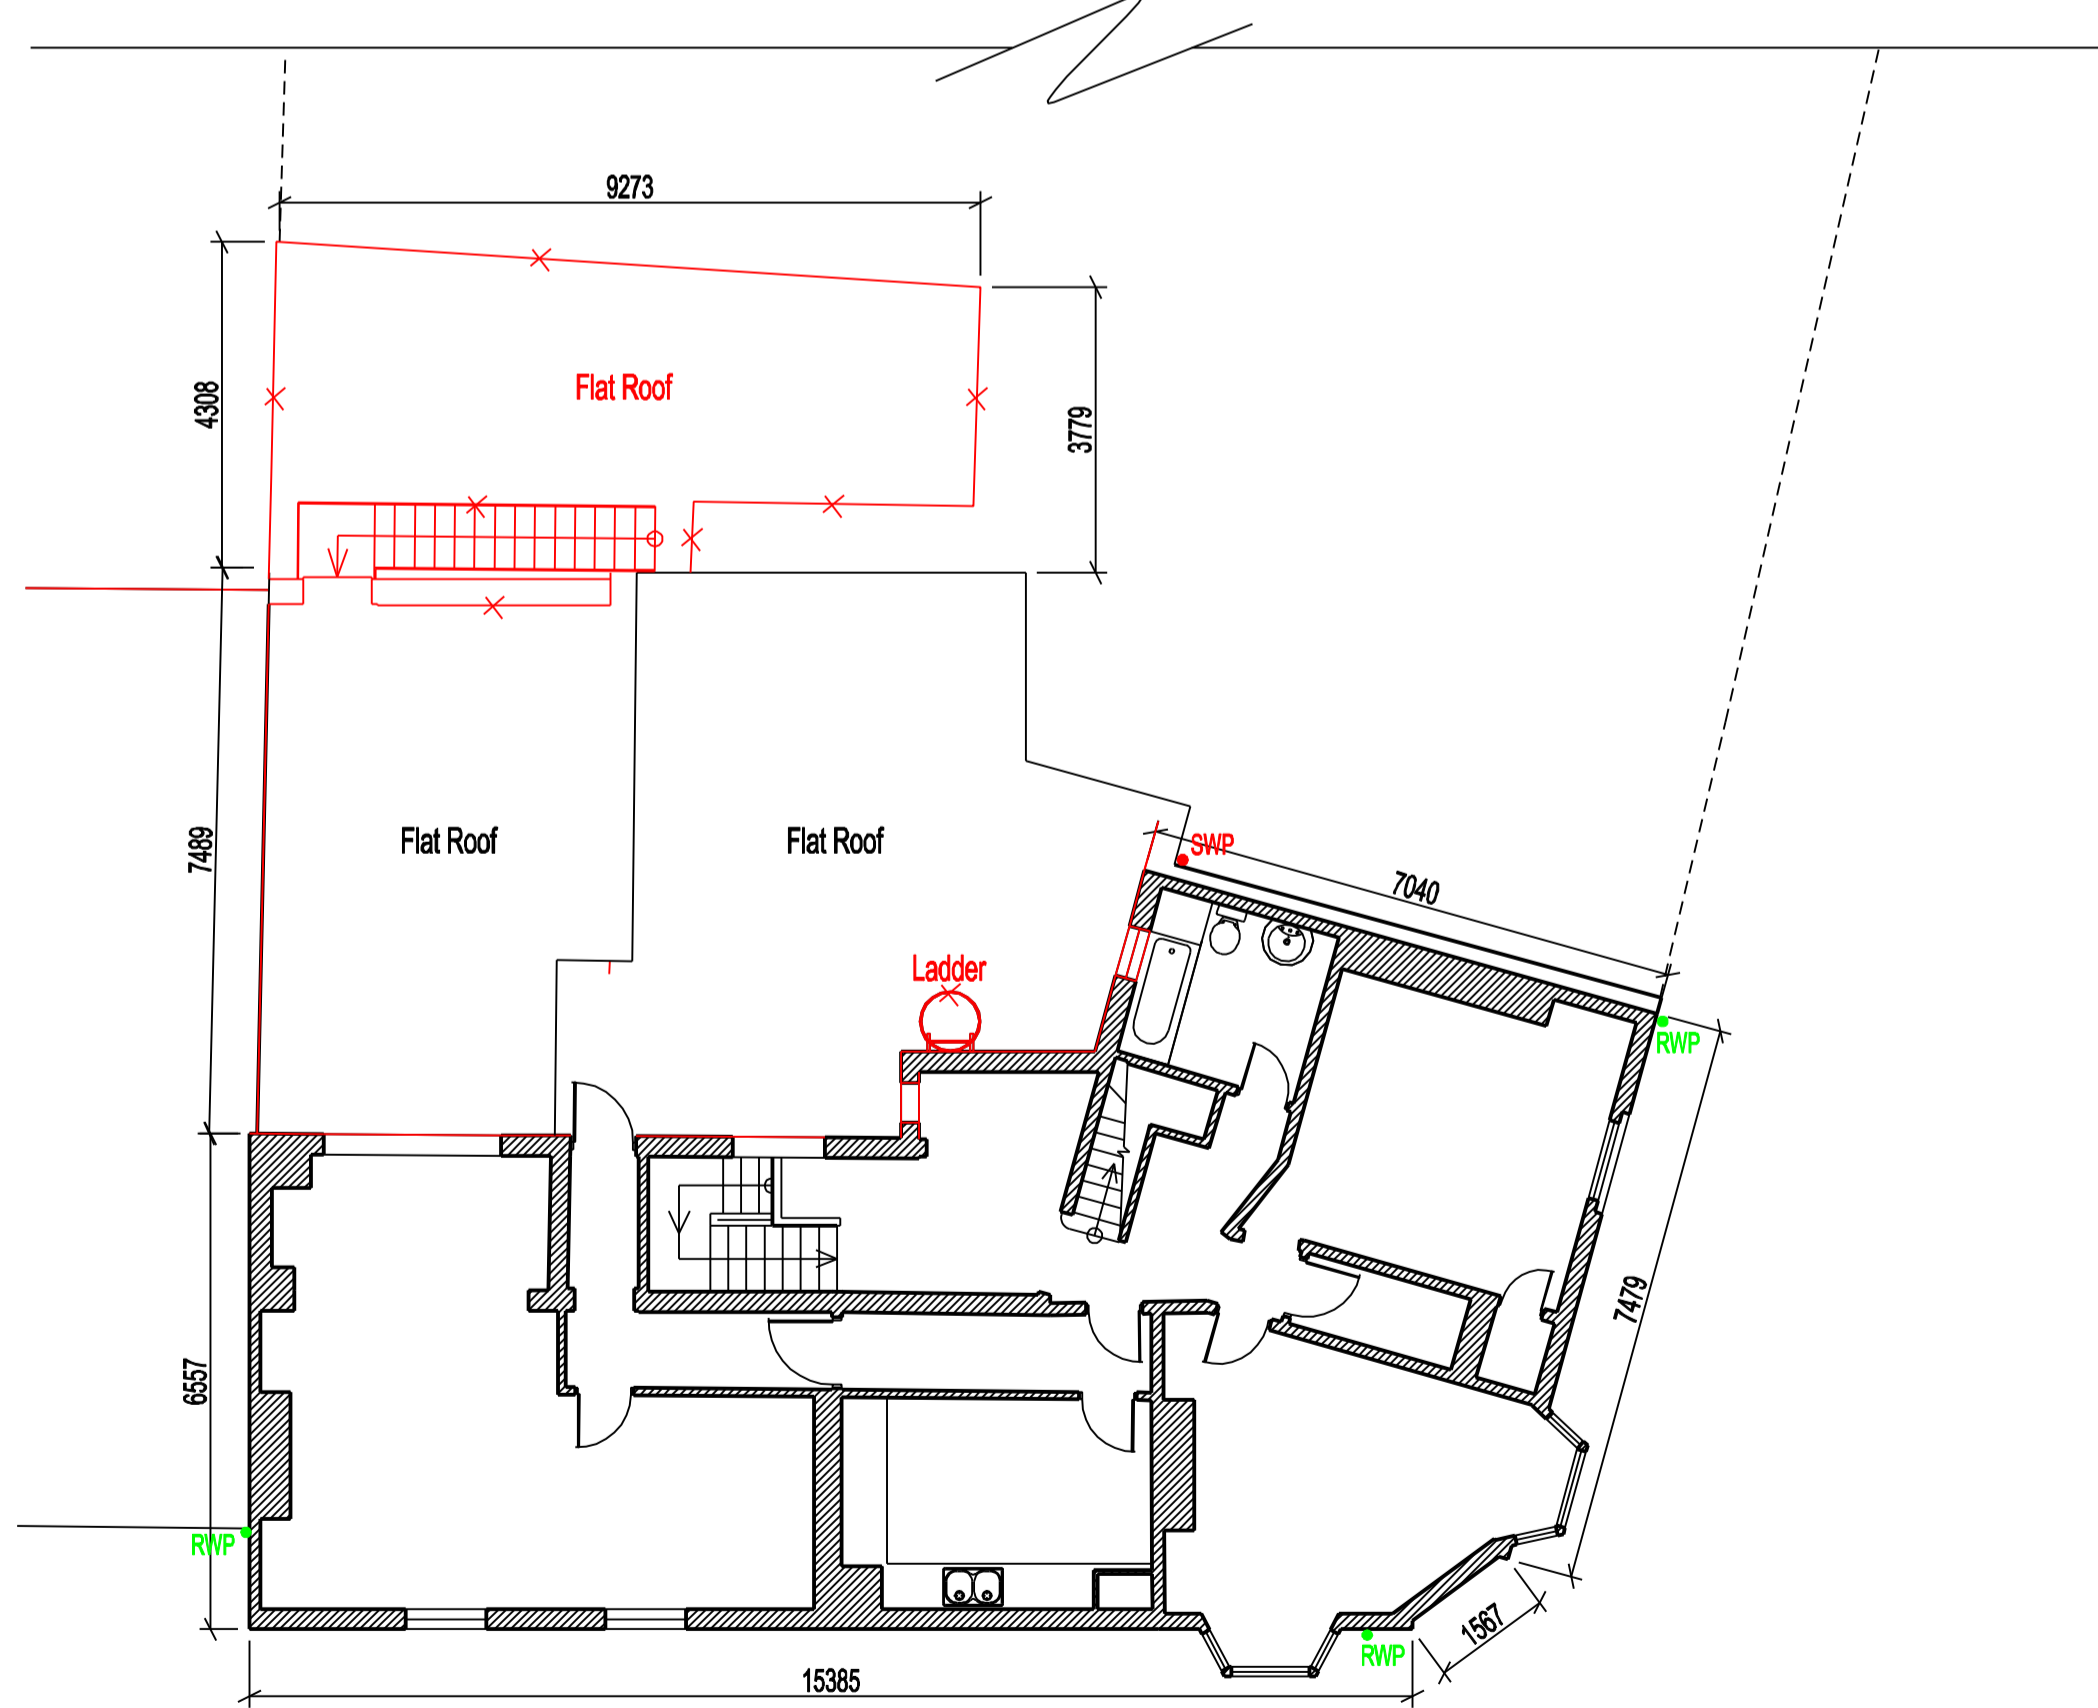 9273
4308
Flat Roof
3779
7489
Flat Roof
Flat Roof
SWP
7040
Ladder
RWP
7479
6557
RWP
1567
RWP
15385